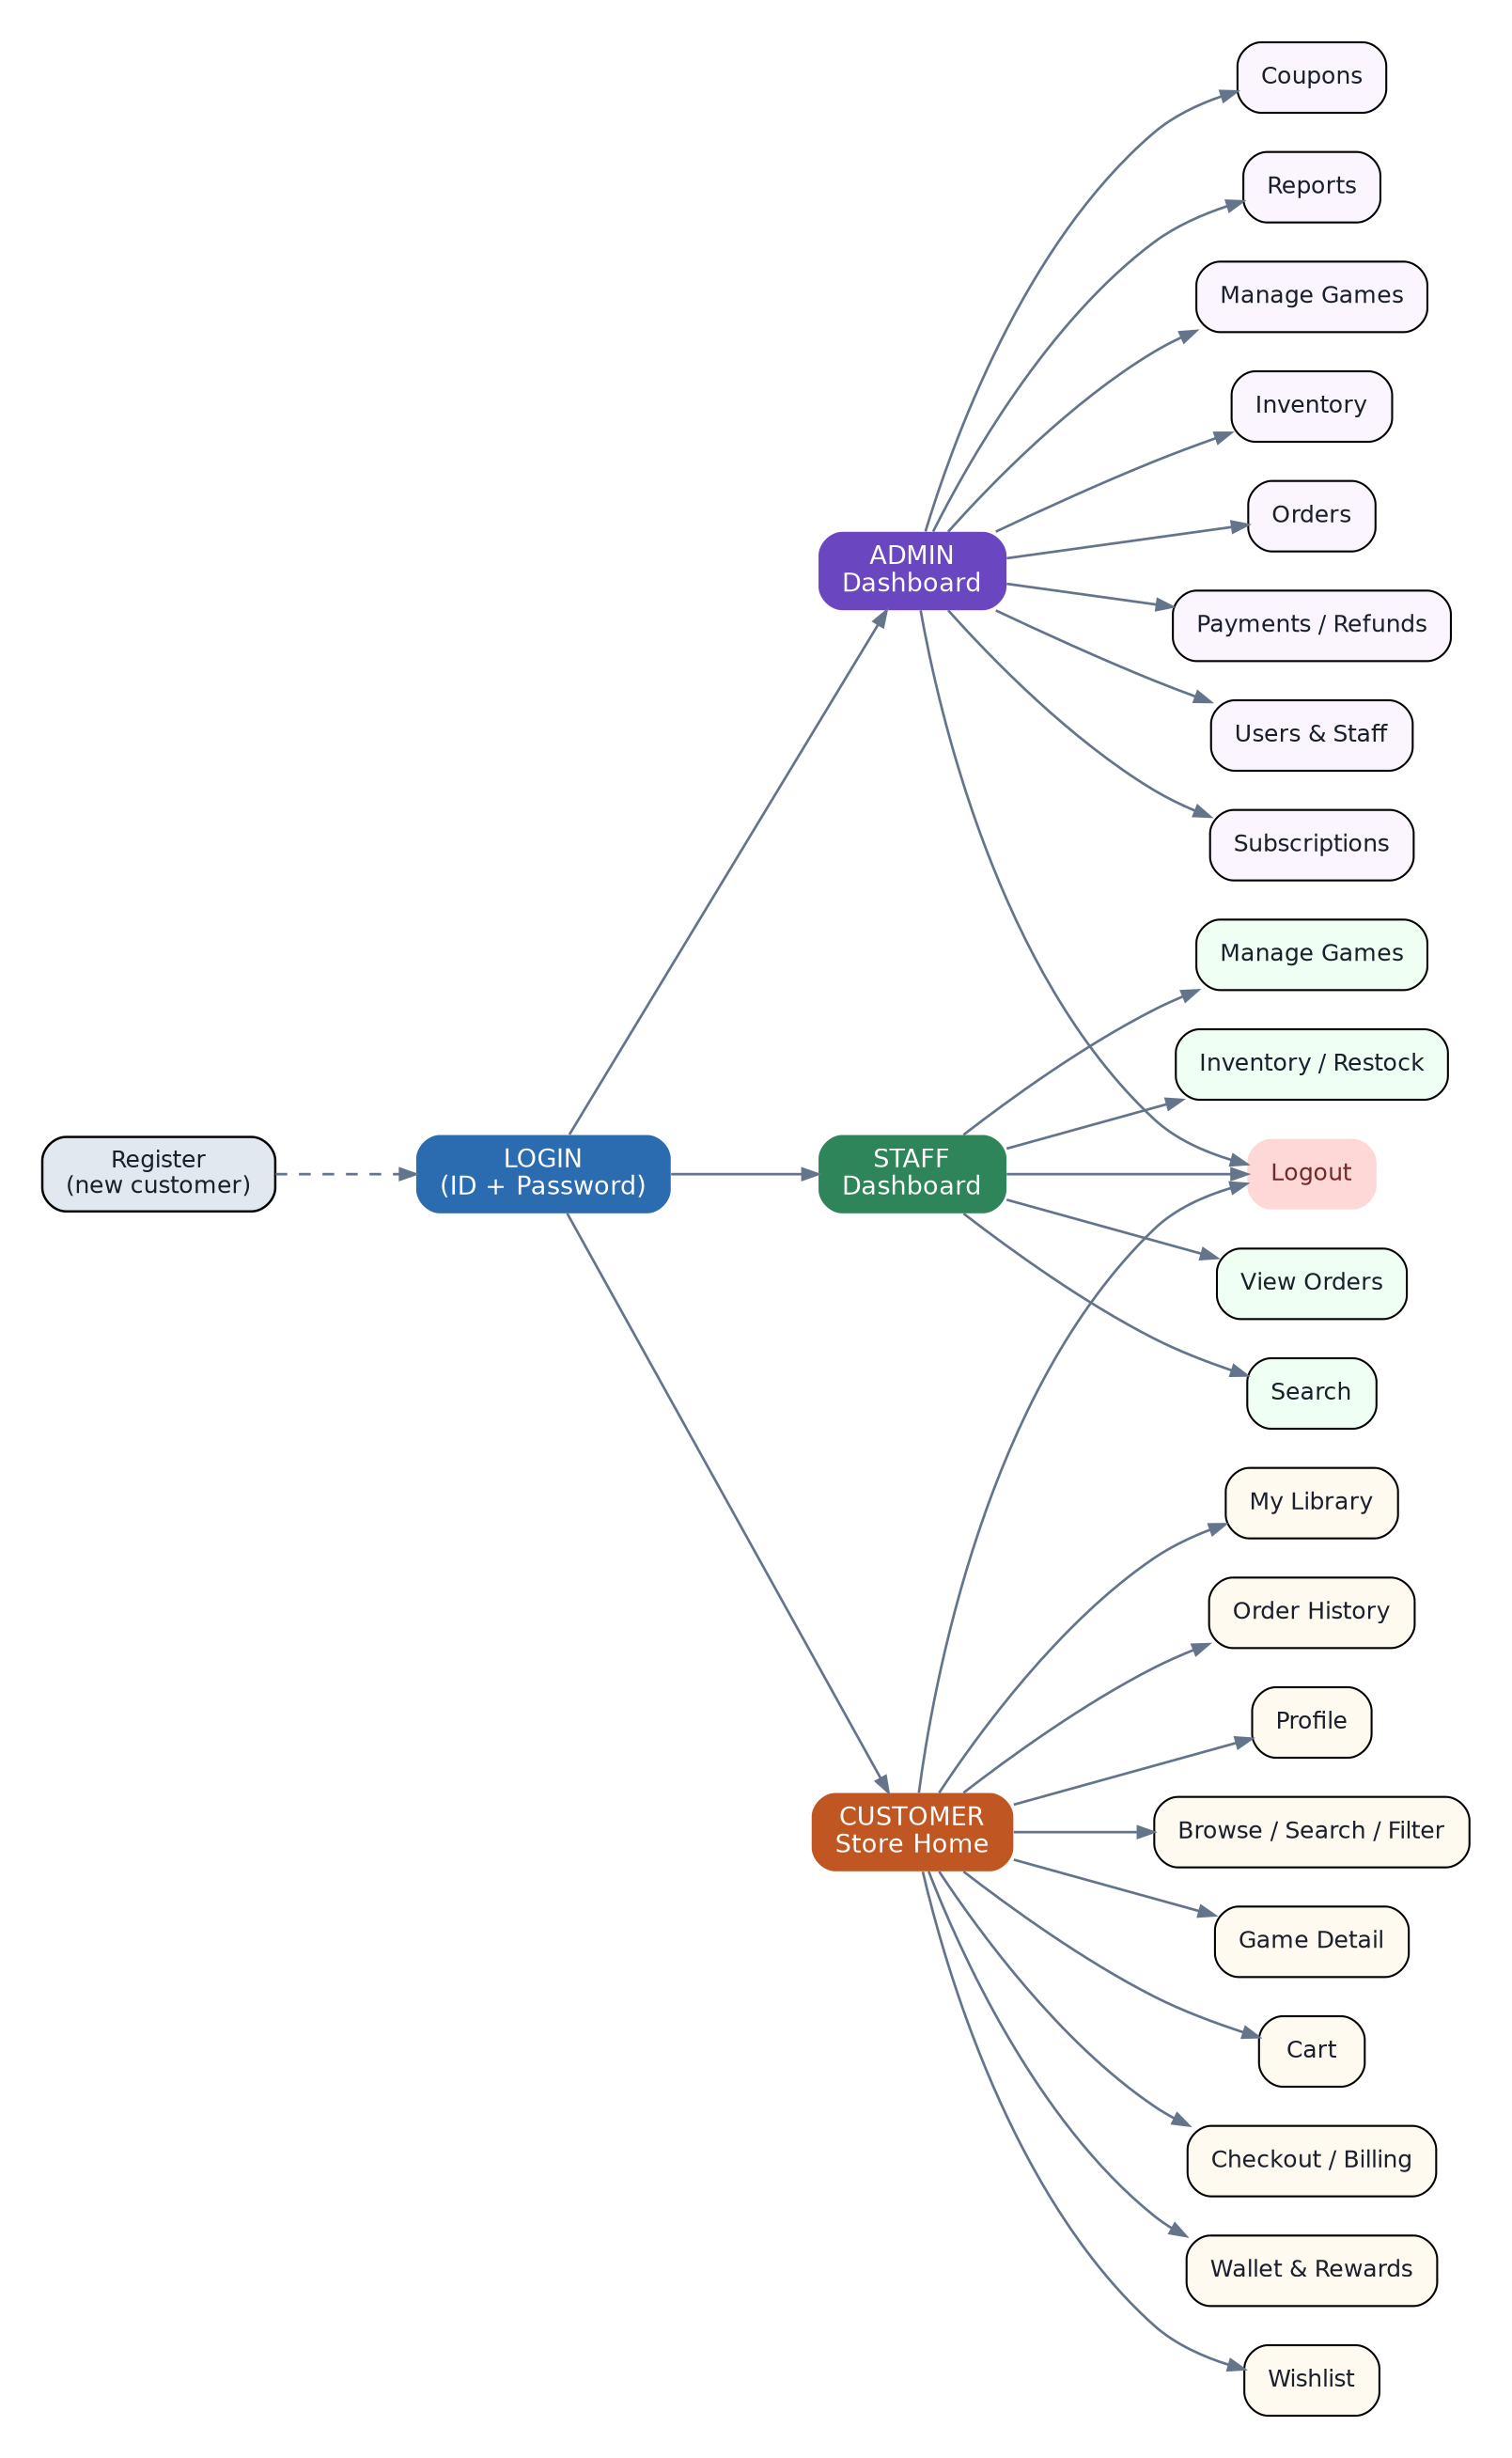 Register
(new customer)
LOGIN
(ID + Password)
ADMIN
Dashboard
Coupons
Reports
Manage Games
Inventory
Orders
Payments / Refunds
Users & Staff
Subscriptions
STAFF
Dashboard
Manage Games
Inventory / Restock
Logout
View Orders
Search
CUSTOMER
Store Home
My Library
Order History
Profile
Browse / Search / Filter
Game Detail
Cart
Checkout / Billing
Wallet & Rewards
Wishlist